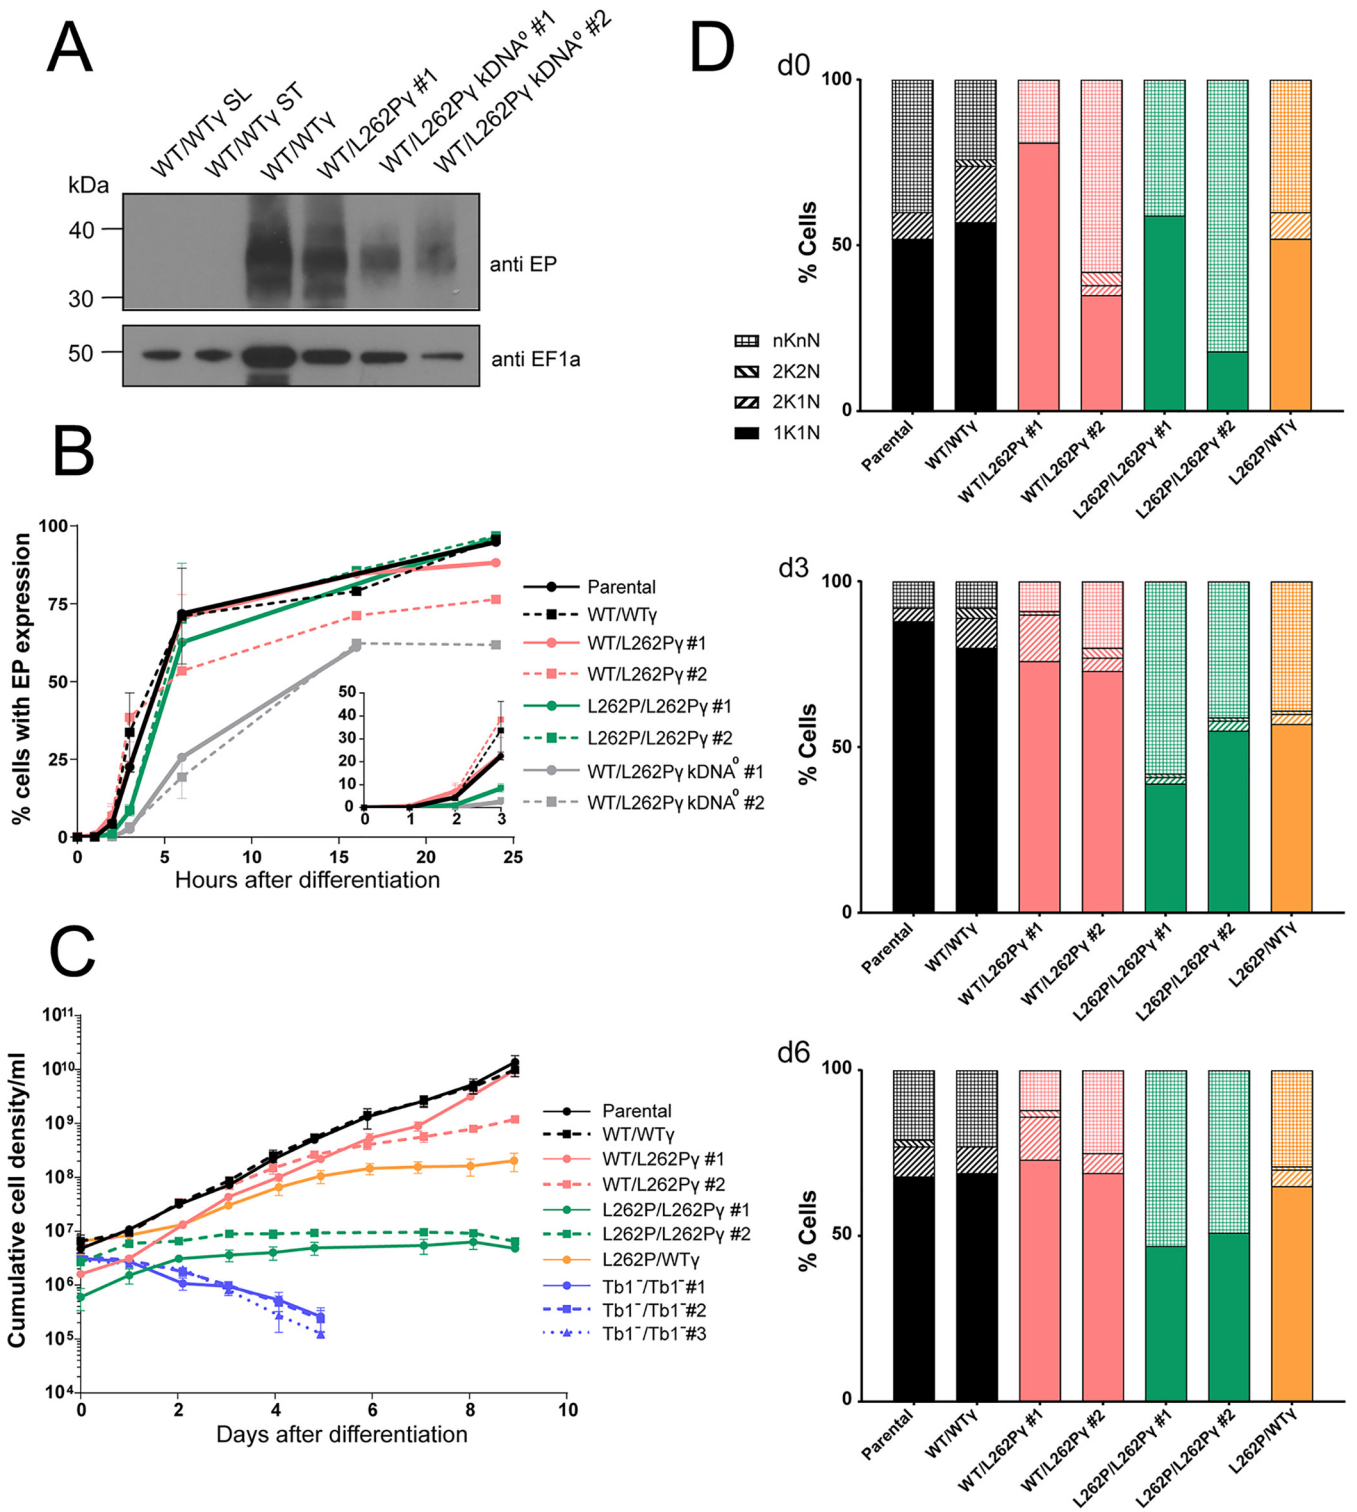 A
WT/WTγ SL
WT/WTγ ST
WT/WTγ
WT/L262Pγ #1
WT/L262Pγ kDNA⁰ #1
WT/L262Pγ kDNA⁰ #2
kDa
40
30
anti EP
50
anti EF1a
B
% cells with EP expression
100
75
50
25
0
0 5 10 15 20 25
Hours after differentiation
50
40
30
20
10
0
0 1 2 3
Parental
WT/WTγ
WT/L262Pγ #1
WT/L262Pγ #2
L262P/L262Pγ #1
L262P/L262Pγ #2
WT/L262Pγ kDNA⁰ #1
WT/L262Pγ kDNA⁰ #2
C
Cumulative cell density/ml
10¹¹
10¹⁰
10⁹
10⁸
10⁷
10⁶
10⁵
10⁴
0 2 4 6 8 10
Days after differentiation
Parental
WT/WTγ
WT/L262Pγ #1
WT/L262Pγ #2
L262P/L262Pγ #1
L262P/L262Pγ #2
L262P/WTγ
Tb1⁻/Tb1⁻#1
Tb1⁻/Tb1⁻#2
Tb1⁻/Tb1⁻#3
D
nKnN
2K2N
2K1N
1K1N
d0
% Cells
100
50
0
Parental
WT/WTγ
WT/L262Pγ #1
WT/L262Pγ #2
L262P/L262Pγ #1
L262P/L262Pγ #2
L262P/WTγ
d3
% Cells
100
50
0
Parental
WT/WTγ
WT/L262Pγ #1
WT/L262Pγ #2
L262P/L262Pγ #1
L262P/L262Pγ #2
L262P/WTγ
d6
% Cells
100
50
0
Parental
WT/WTγ
WT/L262Pγ #1
WT/L262Pγ #2
L262P/L262Pγ #1
L262P/L262Pγ #2
L262P/WTγ